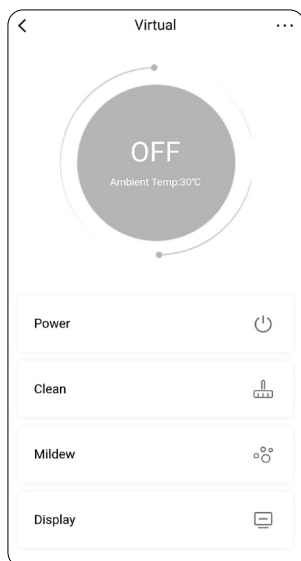 Virtual
OFF
Ambient Temp:30℃
Power
Clean
Mildew
Display